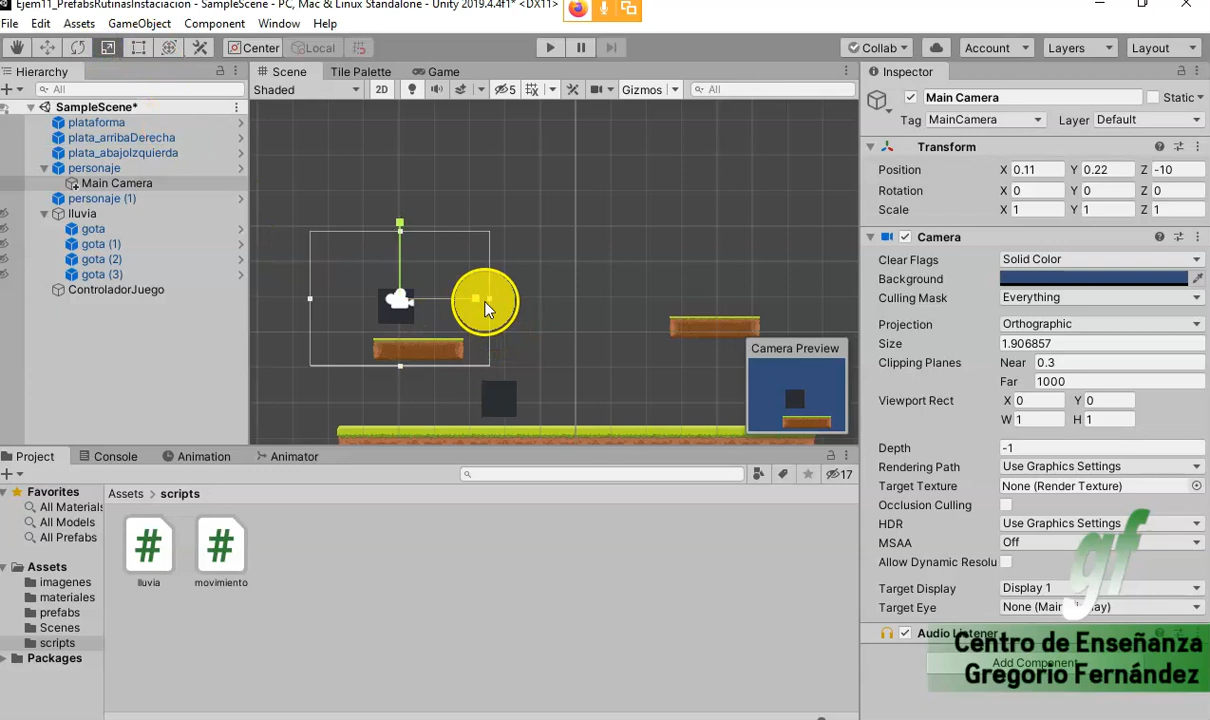 Ejem11_PrefabsRutinasInstaciacion - SampleScene - PC, Mac & Linux Standalone - Unity 2019.4.4f1* <DX11>
File Edit Assets GameObject Component Window Help
Center Local Collab Account Layers Layout
Hierarchy
All
SampleScene*
plataforma
plata_arribaDerecha
plata_abajoIzquierda
personaje
Main Camera
personaje (1)
lluvia
gota
gota (1)
gota (2)
gota (3)
ControladorJuego
Scene Tile Palette Game
Shaded 2D 5 Gizmos All
Camera Preview
Inspector
Main Camera Static
Tag MainCamera Layer Default
Transform
Position X 0.11 Y 0.22 Z -10
Rotation X 0 Y 0 Z 0
Scale X 1 Y 1 Z 1
Camera
Clear Flags Solid Color
Background
Culling Mask Everything
Projection Orthographic
Size 1.906857
Clipping Planes Near 0.3
Far 1000
Viewport Rect X 0 Y 0
W 1 H 1
Depth -1
Rendering Path Use Graphics Settings
Target Texture None (Render Texture)
Occlusion Culling
HDR Use Graphics Settings
MSAA Off
Allow Dynamic Resolu
Target Display Display 1
Target Eye None (Main Display)
Audio Listener
Add Component
gf
Centro de Enseñanza
Gregorio Fernández
Project Console Animation Animator
17
Favorites
All Materials
All Models
All Prefabs
Assets
imagenes
materiales
prefabs
Scenes
scripts
Packages
Assets > scripts
# #
lluvia movimiento